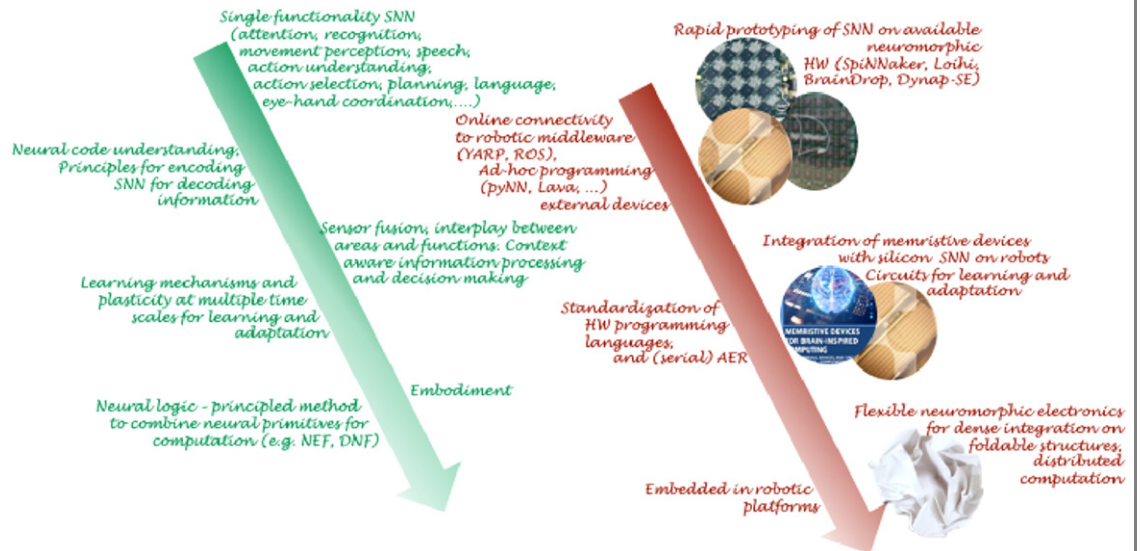 Single functionality SNN
(attention, recognition,
movement perception, speech,
action understanding,
action selection, planning, language,
eye-hand coordination,....)
Neural code understanding,
Principles for encoding
SNN for decoding
information
Sensor fusion, interplay between
areas and functions. Context
aware information processing
and decision making
Learning mechanisms and
plasticity at multiple time
scales for learning and
adaptation
Embodiment
Neural logic - principled method
to combine neural primitives for
computation (e.g. NEF, DNF)
Rapid prototyping of SNN on available
neuromorphic
HW (SpiNNaker, Loihi,
BrainDrop, Dynap-SE)
Online connectivity
to robotic middleware
(YARP, ROS),
Ad-hoc programming
(pyNN, Lava, ...)
external devices
Integration of memristive devices
with silicon SNN on robots
Circuits for learning and
adaptation
MEMRISTIVE DEVICES
FOR BRAIN-INSPIRED
COMPUTING
Standardization of
HW programming
languages,
and (serial) AER
Flexible neuromorphic electronics
for dense integration on
foldable structures,
distributed
computation
Embedded in robotic
platforms